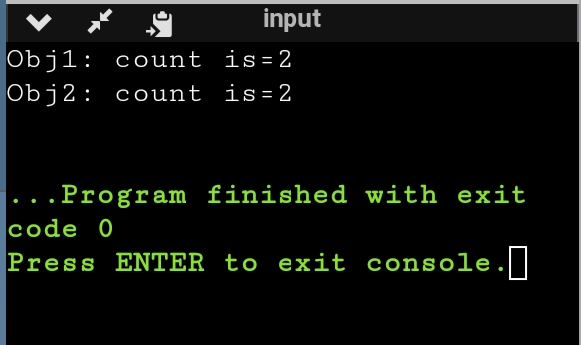 input
Obj1: count is=2
Obj2: count is=2
...Program finished with exit
code 0
Press ENTER to exit console.